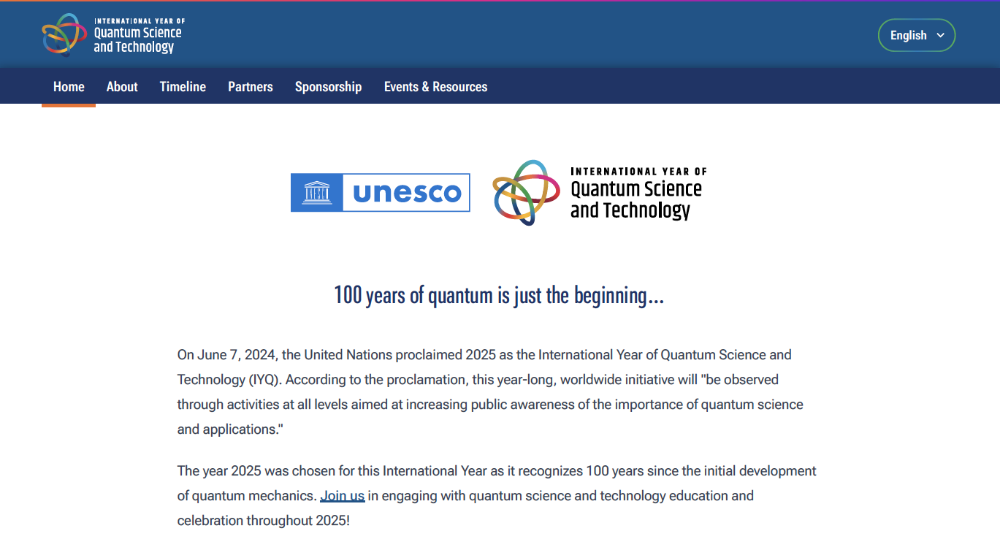 INTERNATIONAL YEAR OF
Quantum Science
and Technology
English
Home About Timeline Partners Sponsorship Events & Resources
UNESCO
unesco
INTERNATIONAL YEAR OF
Quantum Science
and Technology
100 years of quantum is just the beginning...
On June 7, 2024, the United Nations proclaimed 2025 as the International Year of Quantum Science and
Technology (IYQ). According to the proclamation, this year-long, worldwide initiative will "be observed
through activities at all levels aimed at increasing public awareness of the importance of quantum science
and applications."
The year 2025 was chosen for this International Year as it recognizes 100 years since the initial development
of quantum mechanics. Join us in engaging with quantum science and technology education and
celebration throughout 2025!